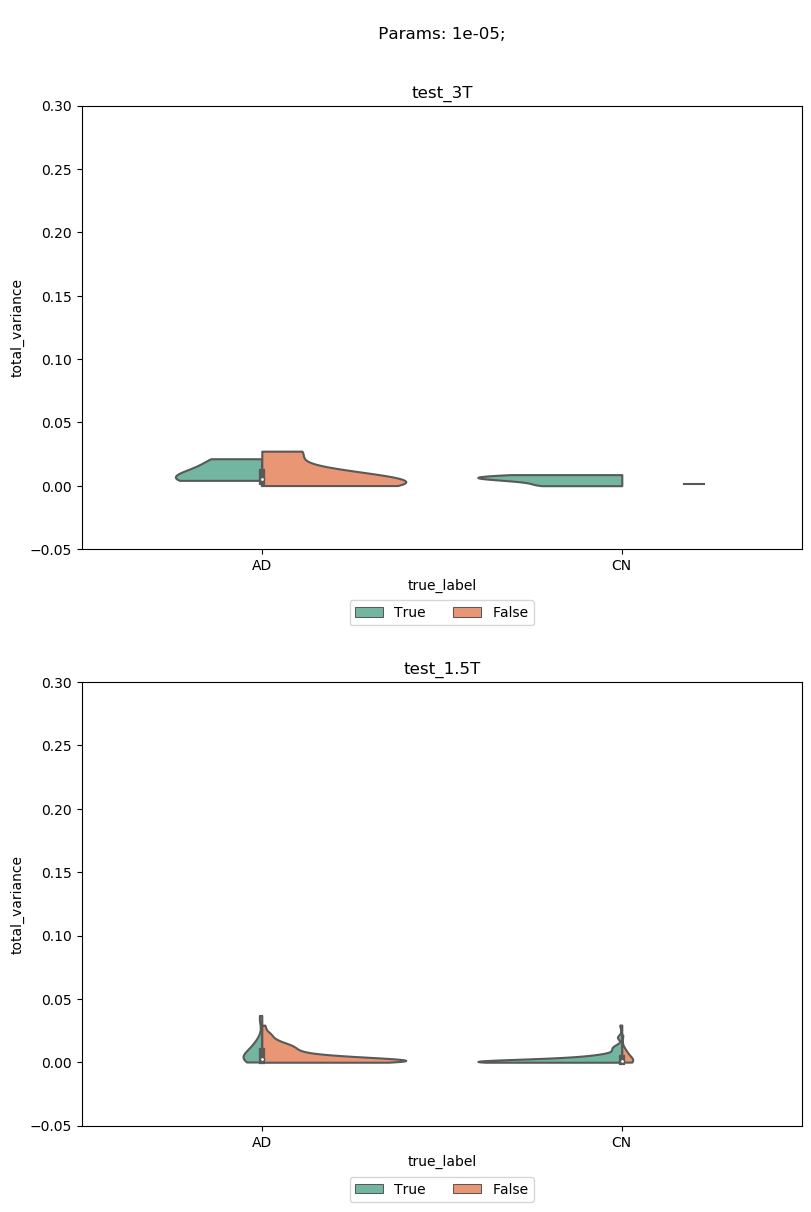 Params: 1e-05;
test_3T
0.30
0.25
0.20
0.15
0.10
0.05
0.00
−0.05
total_variance
AD
CN
true_label
True
False
test_1.5T
0.30
0.25
0.20
0.15
0.10
0.05
0.00
−0.05
total_variance
AD
CN
true_label
True
False